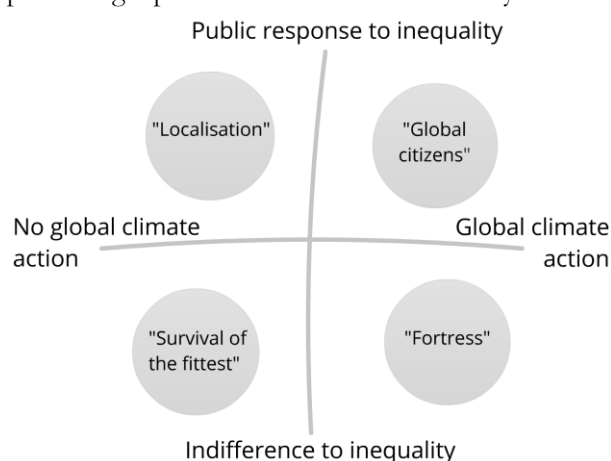 Public response to inequality
"Localisation"
"Global
citizens"
No global climate
action
Global climate
action
"Survival of
the fittest"
"Fortress"
Indifference to inequality